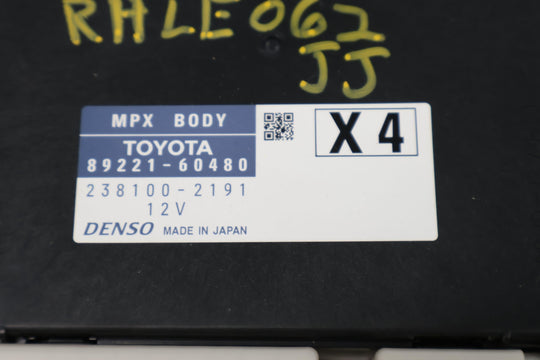 RHLE062
JJ
MPX BODY
TOYOTA
89221-60480
X4
238100-2191
12V
DENSO MADE IN JAPAN